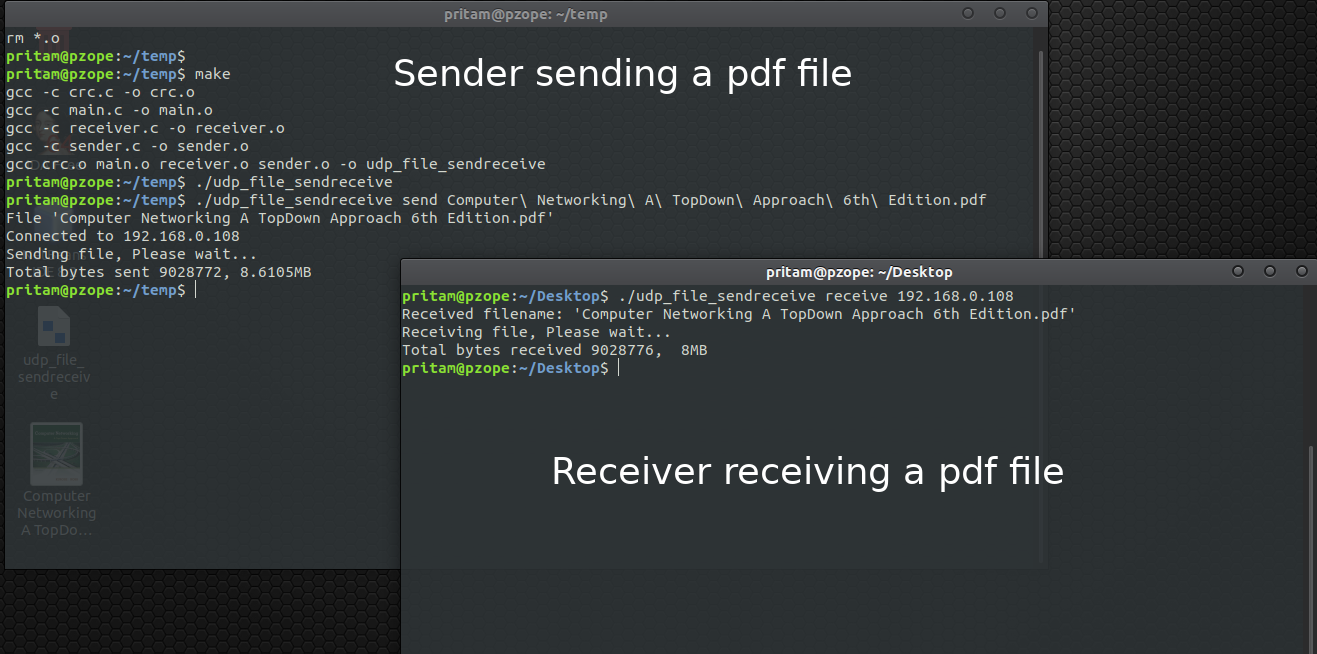 pritam@pzope: ~/temp
rm *.o
pritam@pzope:~/temp$
pritam@pzope:~/temp$ make
gcc -c crc.c -o crc.o
gcc -c main.c -o main.o
gcc -c receiver.c -o receiver.o
gcc -c sender.c -o sender.o
gcc crc.o main.o receiver.o sender.o -o udp_file_sendreceive
pritam@pzope:~/temp$ ./udp_file_sendreceive
pritam@pzope:~/temp$ ./udp_file_sendreceive send Computer\ Networking\ A\ TopDown\ Approach\ 6th\ Edition.pdf
File 'Computer Networking A TopDown Approach 6th Edition.pdf'
Connected to 192.168.0.108
Sending file, Please wait...
Total bytes sent 9028772, 8.6105MB
pritam@pzope:~/temp$
Sender sending a pdf file
udp_file_
sendreceiv
e
Computer
Networking
A TopDo...
pritam@pzope: ~/Desktop
pritam@pzope:~/Desktop$ ./udp_file_sendreceive receive 192.168.0.108
Received filename: 'Computer Networking A TopDown Approach 6th Edition.pdf'
Receiving file, Please wait...
Total bytes received 9028776,  8MB
pritam@pzope:~/Desktop$
Receiver receiving a pdf file